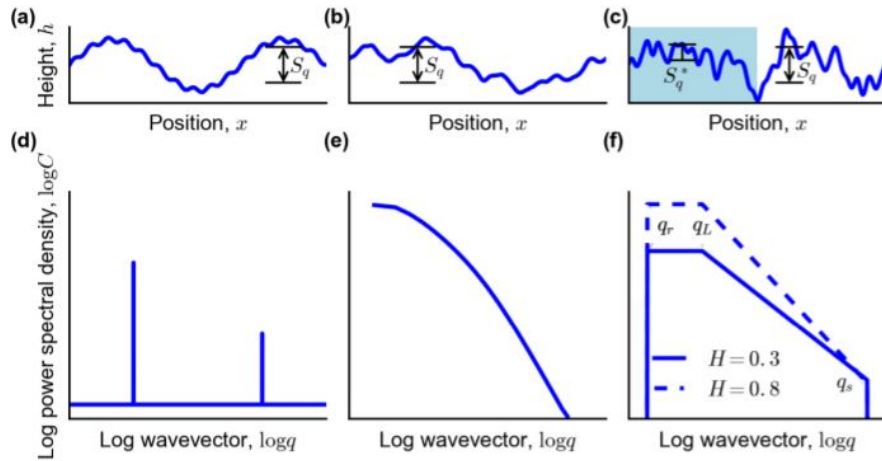 (a)
(b)
(c)
Height, h
S_q
S_q
S_q*
S_q
Position, x
Position, x
Position, x
(d)
(e)
(f)
Log power spectral density, logC
q_r q_L
H = 0.3
H = 0.8
q_s
Log wavevector, logq
Log wavevector, logq
Log wavevector, logq